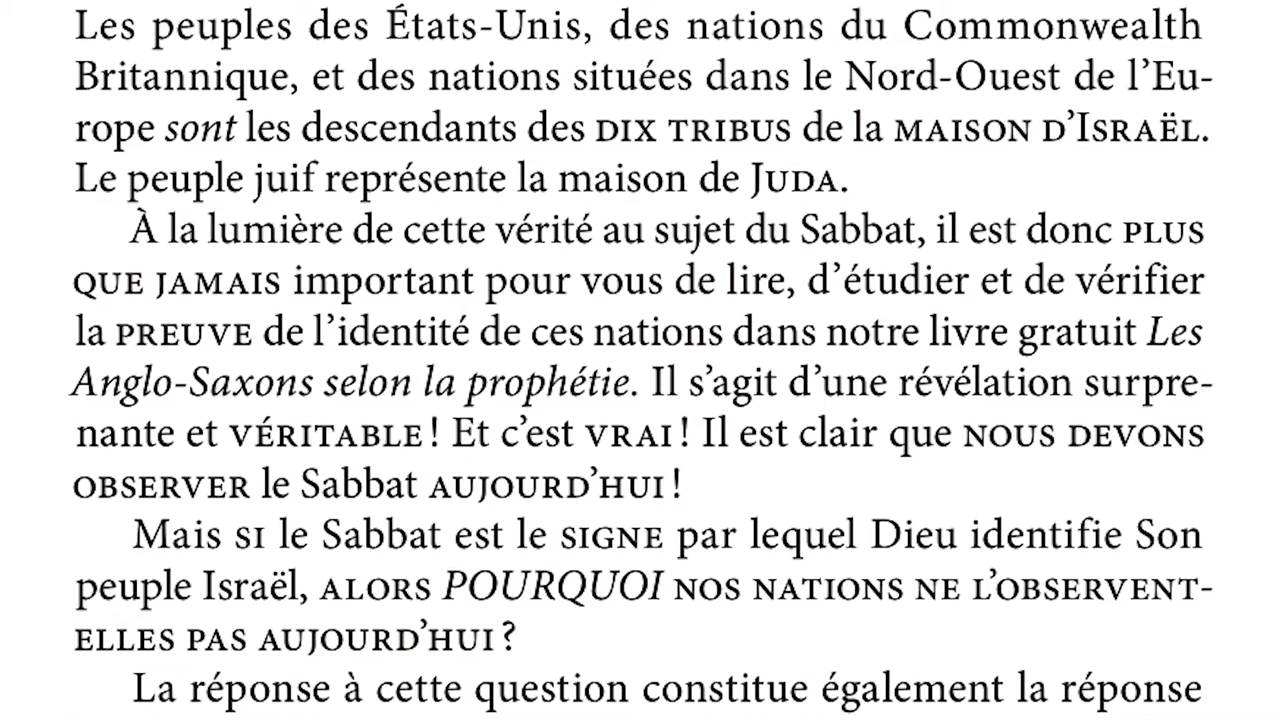 Les peuples des États-Unis, des nations du Commonwealth
Britannique, et des nations situées dans le Nord-Ouest de l’Eu-
rope sont les descendants des DIX TRIBUS de la MAISON D’ISRAËL.
Le peuple juif représente la maison de JUDA.
À la lumière de cette vérité au sujet du Sabbat, il est donc PLUS
QUE JAMAIS important pour vous de lire, d’étudier et de vérifier
la PREUVE de l’identité de ces nations dans notre livre gratuit Les
Anglo-Saxons selon la prophétie. Il s’agit d’une révélation surpre-
nante et VÉRITABLE ! Et c’est VRAI ! Il est clair que NOUS DEVONS
OBSERVER le Sabbat AUJOURD’HUI !
Mais SI le Sabbat est le SIGNE par lequel Dieu identifie Son
peuple Israël, ALORS POURQUOI NOS NATIONS NE L’OBSERVENT-
ELLES PAS AUJOURD’HUI ?
La réponse à cette question constitue également la réponse